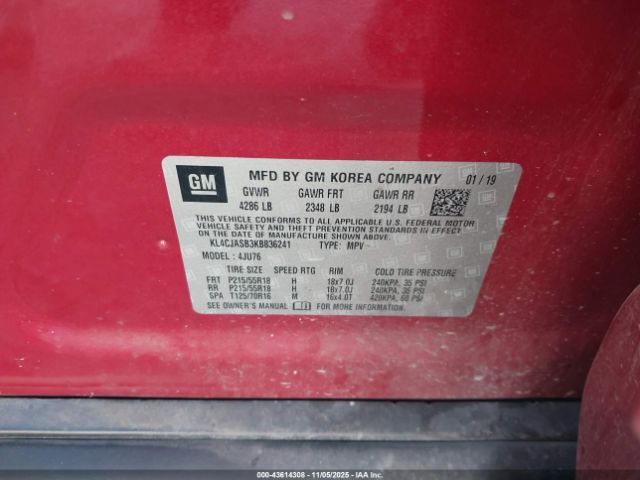 GM
MFD BY GM KOREA COMPANY 01/19
GVWR GAWR FRT GAWR RR
4286 LB 2348 LB 2194 LB
THIS VEHICLE CONFORMS TO ALL APPLICABLE U.S. FEDERAL MOTOR
VEHICLE SAFETY, BUMPER, AND THEFT PREVENTION STANDARDS IN
EFFECT ON THE DATE OF MANUFACTURE SHOWN ABOVE.
KL4CJASB3KB836241 TYPE: MPV
MODEL: 4JU76
TIRE SIZE SPEED RTG RIM COLD TIRE PRESSURE
FRT P215/55R18 H 18x7.0J 240KPA, 35 PSI
RR P215/55R18 H 18x7.0J 240KPA, 35 PSI
SPA T125/70R16 M 16x4.0T 420KPA, 60 PSI
SEE OWNER'S MANUAL FOR MORE INFORMATION
000-43614308 - 11/05/2025 - IAAI.com